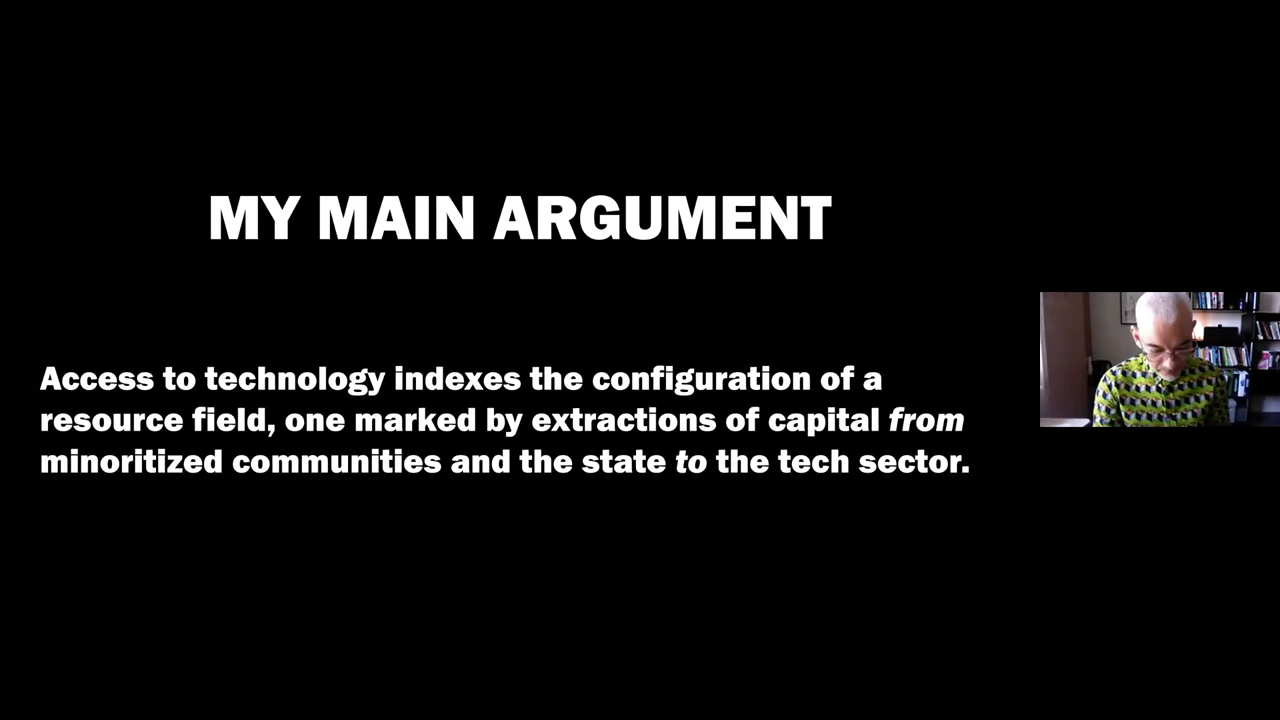 MY MAIN ARGUMENT
Access to technology indexes the configuration of a
resource field, one marked by extractions of capital from
minoritized communities and the state to the tech sector.